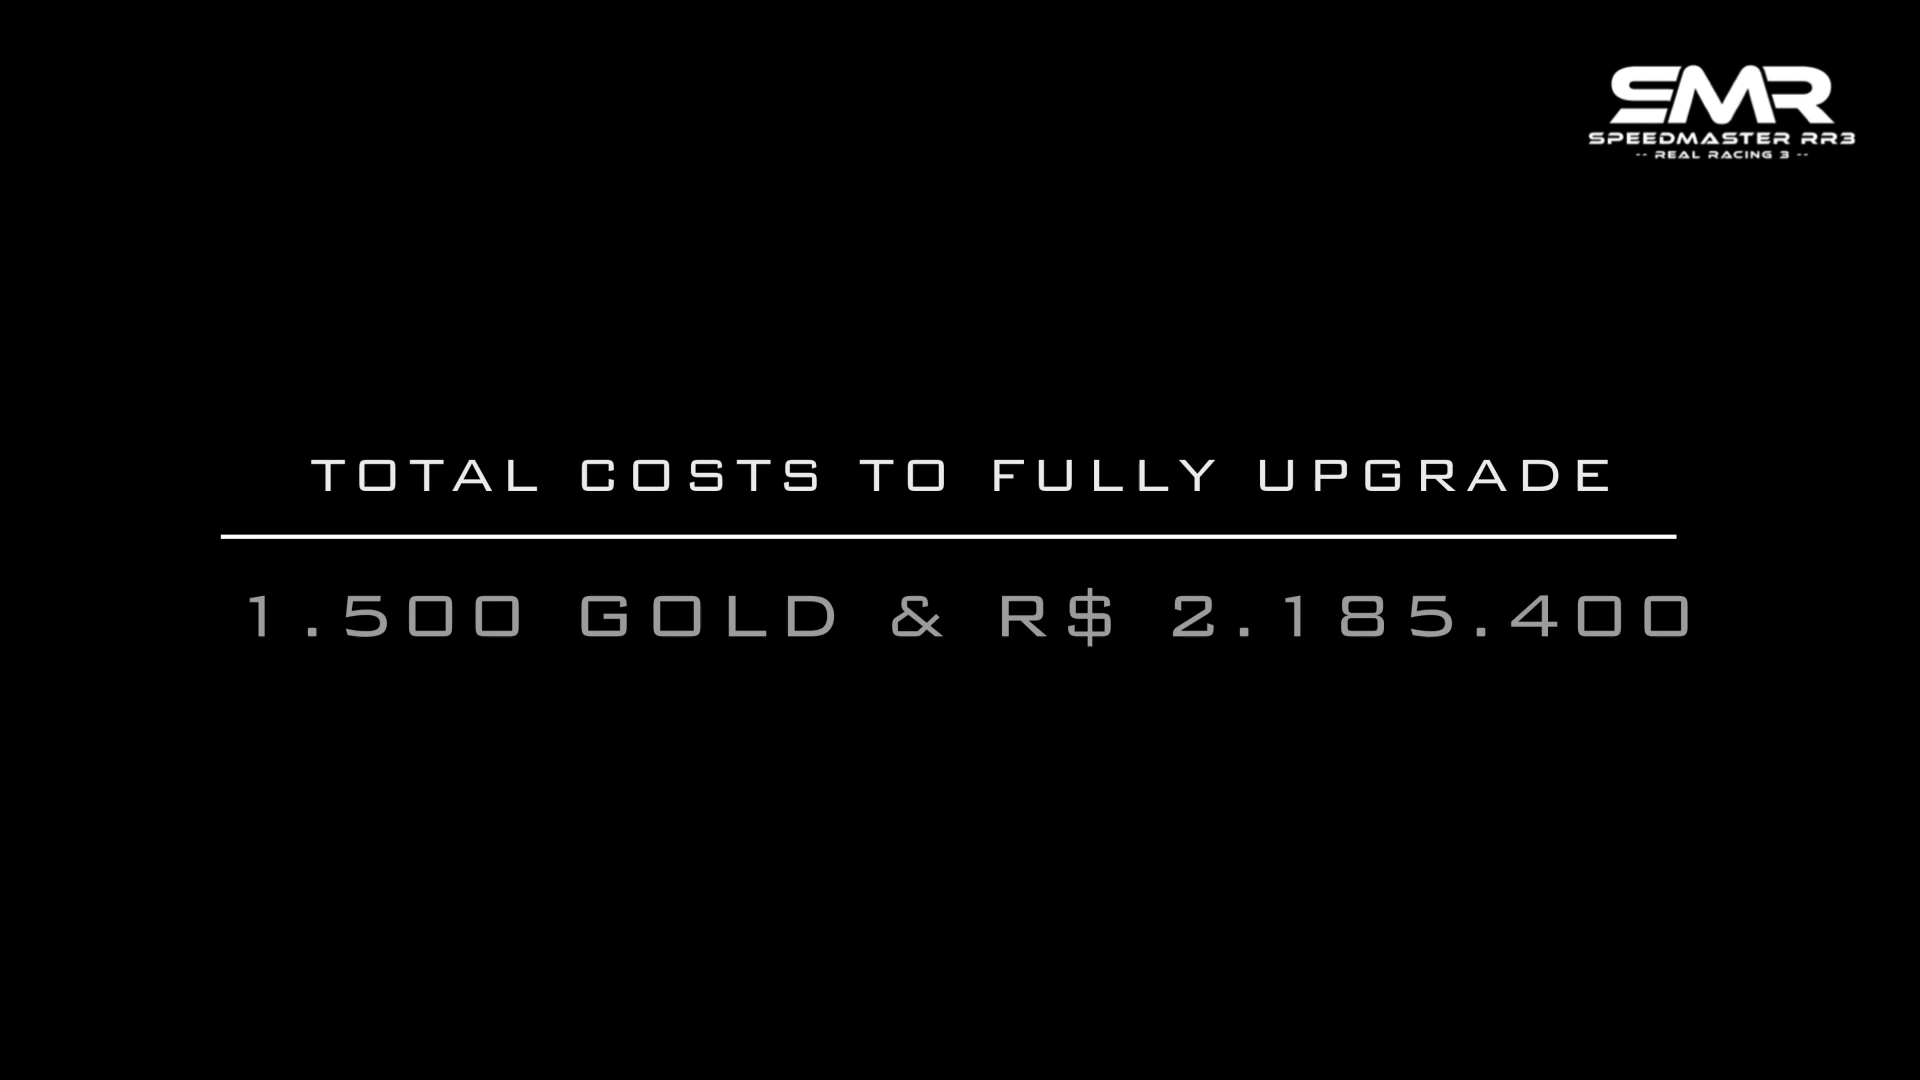 SMR
SPEEDMASTER RR3
-- REAL RACING 3 --
TOTAL COSTS TO FULLY UPGRADE
1.500 GOLD & R$ 2.185.400